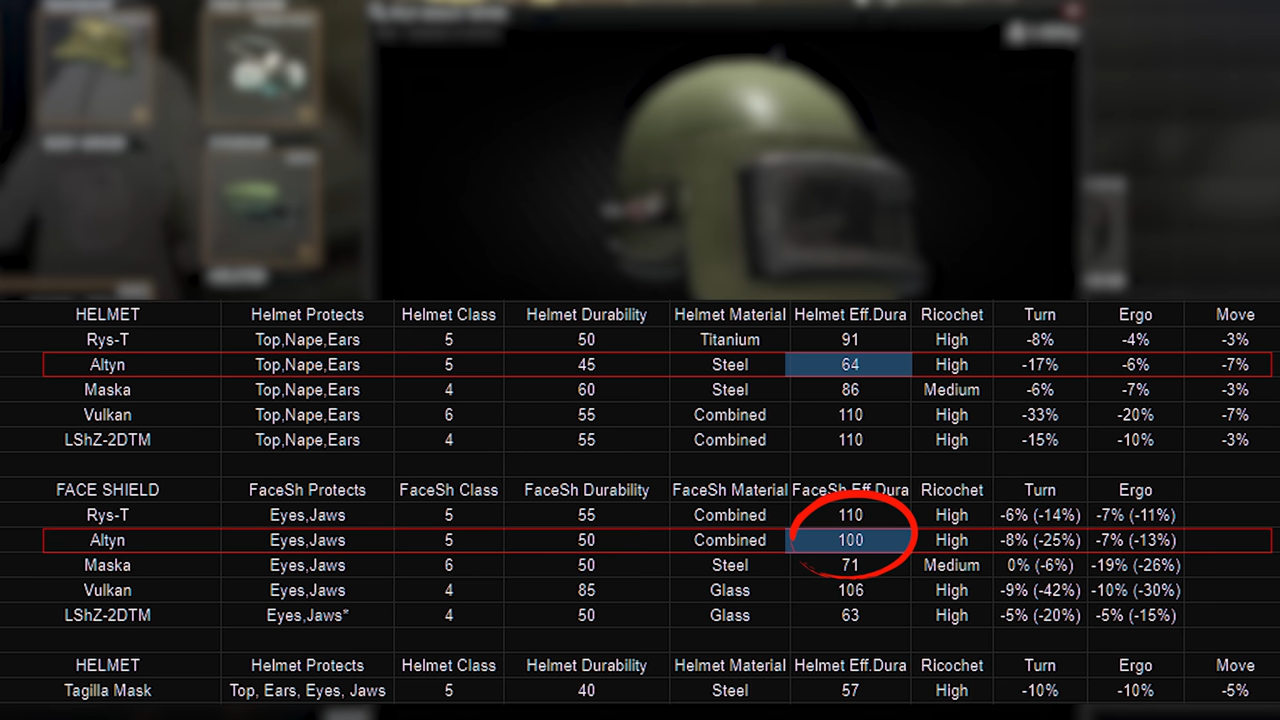 HELMET Helmet Protects Helmet Class Helmet Durability Helmet Material Helmet Eff.Dura Ricochet Turn Ergo Move
Rys-T Top,Nape,Ears 5 50 Titanium 91 High -8% -4% -3%
Altyn Top,Nape,Ears 5 45 Steel 64 High -17% -6% -7%
Maska Top,Nape,Ears 4 60 Steel 86 Medium -6% -7% -3%
Vulkan Top,Nape,Ears 6 55 Combined 110 High -33% -20% -7%
LShZ-2DTM Top,Nape,Ears 4 55 Combined 110 High -15% -10% -3%
FACE SHIELD FaceSh Protects FaceSh Class FaceSh Durability FaceSh Material FaceSh Eff.Dura Ricochet Turn Ergo
Rys-T Eyes,Jaws 5 55 Combined 110 High -6% (-14%) -7% (-11%)
Altyn Eyes,Jaws 5 50 Combined 100 High -8% (-25%) -7% (-13%)
Maska Eyes,Jaws 6 50 Steel 71 Medium 0% (-6%) -19% (-26%)
Vulkan Eyes,Jaws 4 85 Glass 106 High -9% (-42%) -10% (-30%)
LShZ-2DTM Eyes,Jaws* 4 50 Glass 63 High -5% (-20%) -5% (-15%)
HELMET Helmet Protects Helmet Class Helmet Durability Helmet Material Helmet Eff.Dura Ricochet Turn Ergo Move
Tagilla Mask Top, Ears, Eyes, Jaws 5 40 Steel 57 High -10% -10% -5%